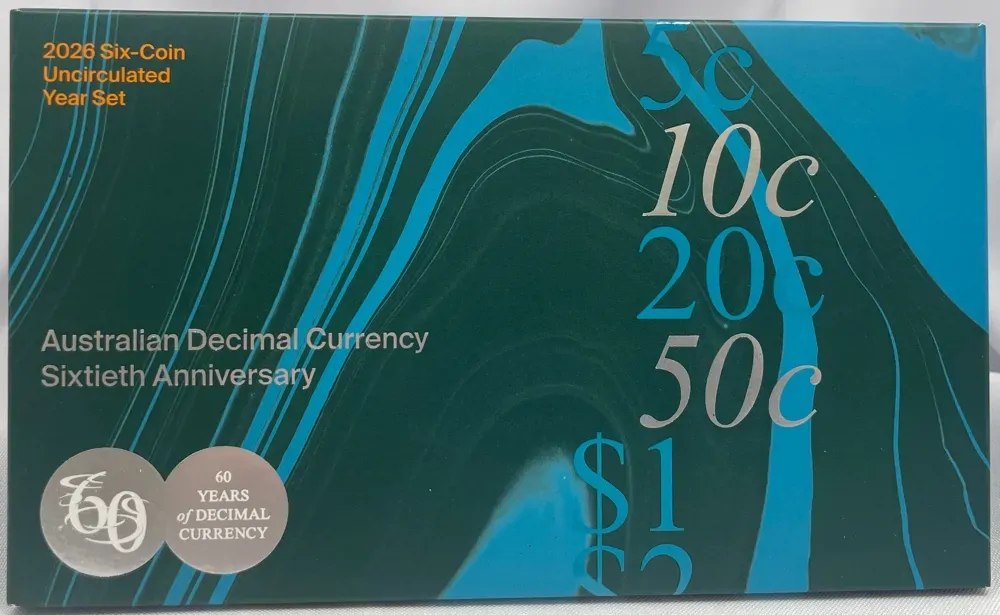 2026 Six-Coin
Uncirculated
Year Set
5c
10c
20c
50c
$1
$2
Australian Decimal Currency
Sixtieth Anniversary
60
60
YEARS
of DECIMAL
CURRENCY